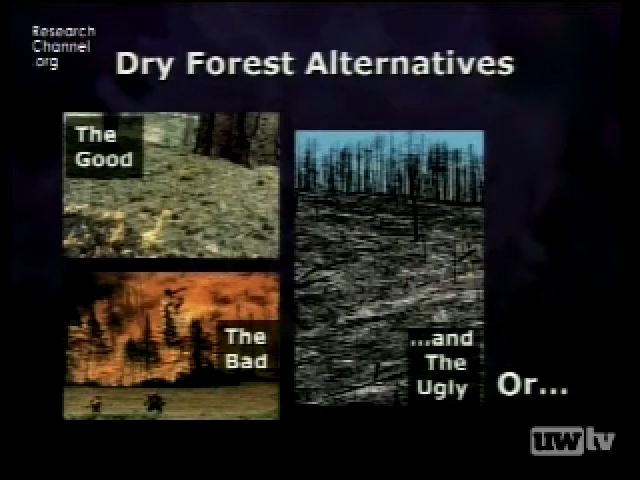 Research
Channel
.org
Dry Forest Alternatives
The
Good
The
Bad
...and
The
Ugly
Or...
uwtv